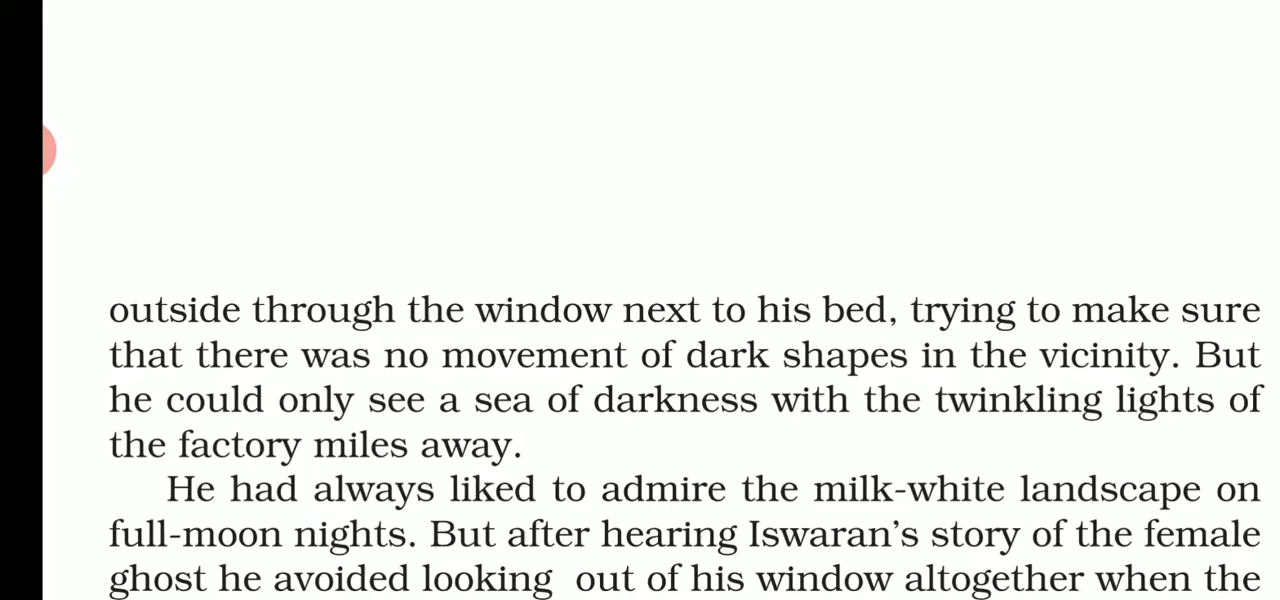 outside through the window next to his bed, trying to make sure
that there was no movement of dark shapes in the vicinity. But
he could only see a sea of darkness with the twinkling lights of
the factory miles away.
He had always liked to admire the milk-white landscape on
full-moon nights. But after hearing Iswaran’s story of the female
ghost he avoided looking out of his window altogether when the